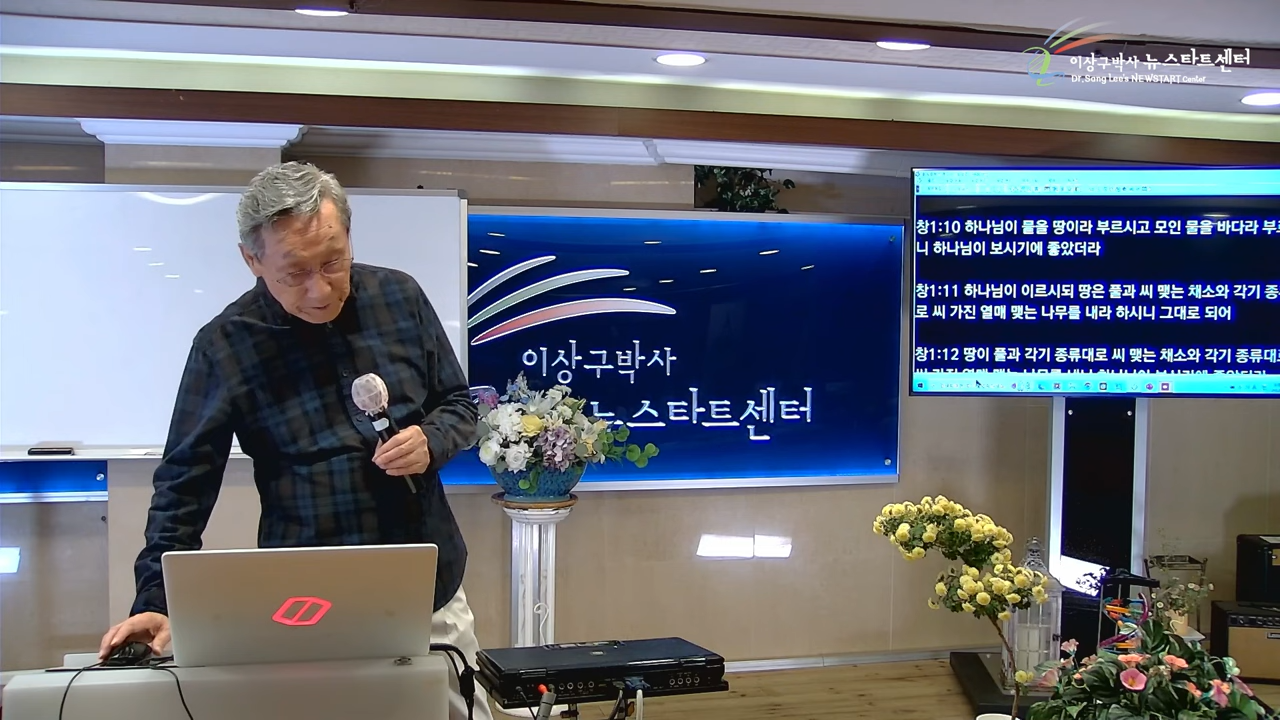 이상구박사 뉴스타트센터
Dr. Sang Lee's NEWSTART Center
창1:10 하나님이 뭍을 땅이라 부르시고 모인 물을 바다라
니 하나님이 보시기에 좋았더라
창1:11 하나님이 이르시되 땅은 풀과 씨 맺는 채소와 각기
로 씨 가진 열매 맺는 나무를 내라 하시니 그대로 되어
창1:12 땅이 풀과 각기 종류대로 씨 맺는 채소와 각기
이상구박사
뉴스타트센터